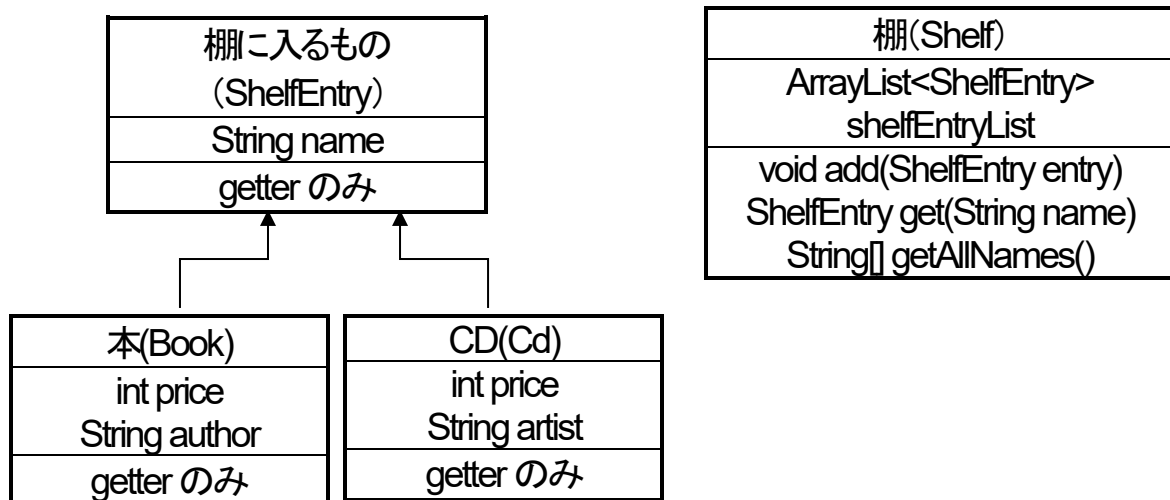 棚に入るもの
(ShelfEntry)
String name
getter のみ
本(Book)
int price
String author
getter のみ
CD(Cd)
int price
String artist
getter のみ
棚(Shelf)
ArrayList<ShelfEntry>
shelfEntryList
void add(ShelfEntry entry)
ShelfEntry get(String name)
String[] getAllNames()